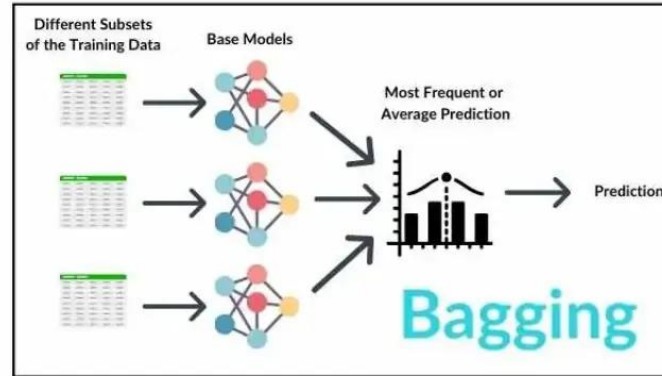 Different Subsets
of the Training Data
Base Models
Most Frequent or
Average Prediction
Prediction
Bagging